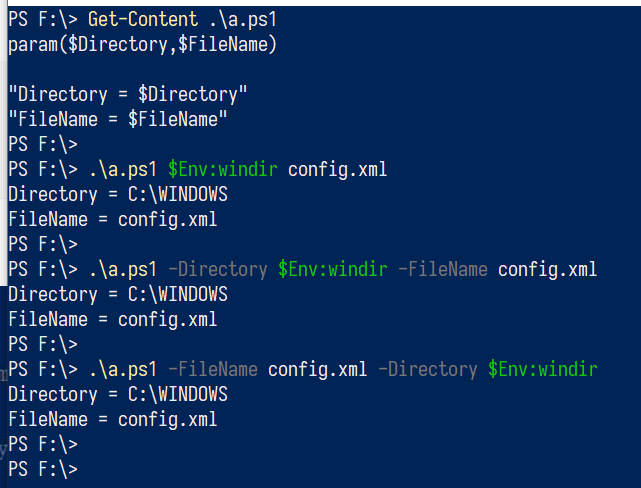 PS F:\> Get-Content .\a.ps1
param($Directory,$FileName)
"Directory = $Directory"
"FileName = $FileName"
PS F:\>
PS F:\> .\a.ps1 $Env:windir config.xml
Directory = C:\WINDOWS
FileName = config.xml
PS F:\>
PS F:\> .\a.ps1 -Directory $Env:windir -FileName config.xml
Directory = C:\WINDOWS
FileName = config.xml
PS F:\>
PS F:\> .\a.ps1 -FileName config.xml -Directory $Env:windir
Directory = C:\WINDOWS
FileName = config.xml
PS F:\>
PS F:\>